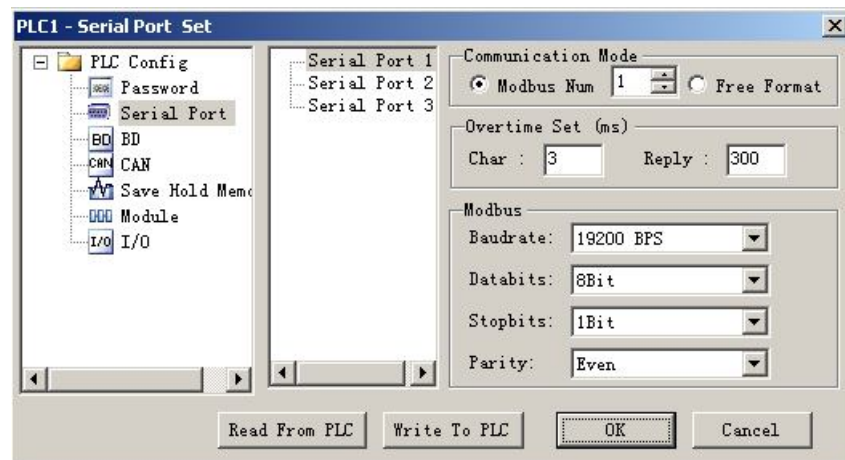 PLC1 - Serial Port Set
PLC Config
Password
Serial Port
BD BD
CAN CAN
Save Hold Memo
Module
I/O I/O
Serial Port 1
Serial Port 2
Serial Port 3
Communication Mode
Modbus Num 1 Free Format
Overtime Set (ms)
Char : 3 Reply : 300
Modbus
Baudrate: 19200 BPS
Databits: 8Bit
Stopbits: 1Bit
Parity: Even
Read From PLC Write To PLC OK Cancel